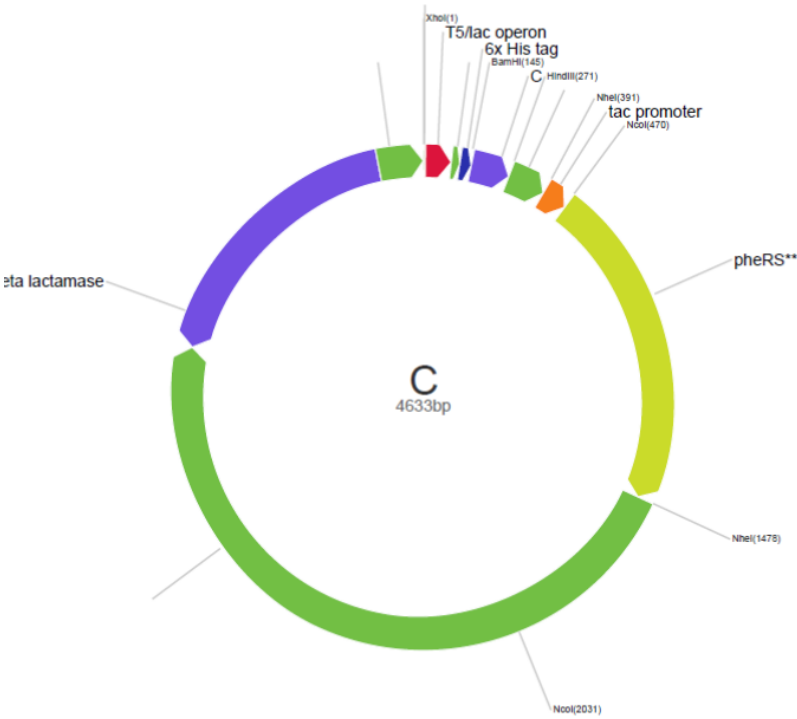 XhoI(1)
T5/lac operon
6x His tag
BamHI(145)
C
HindIII(271)
NheI(391)
tac promoter
NcoI(470)
pheRS**
eta lactamase
C
4633bp
NheI(1478)
NcoI(2031)